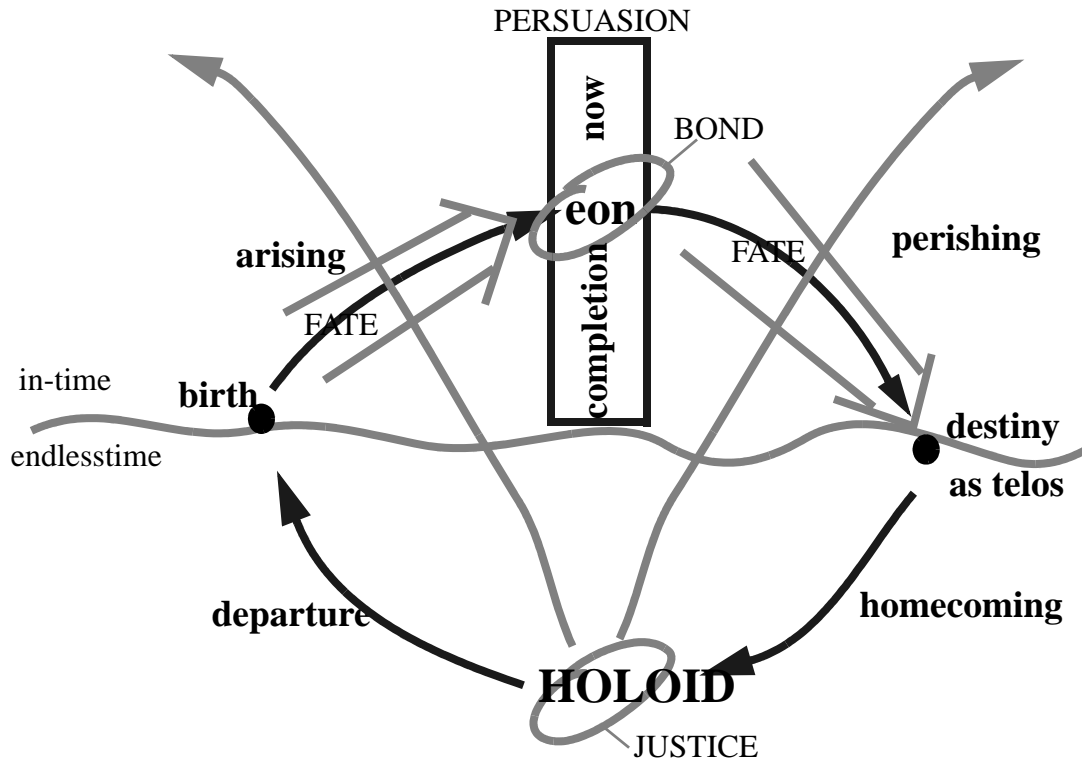 PERSUASION
now
BOND
eon
arising
FATE
perishing
FATE
completion
in-time
birth
destiny
endlesstime
as telos
departure
homecoming
HOLOID
JUSTICE